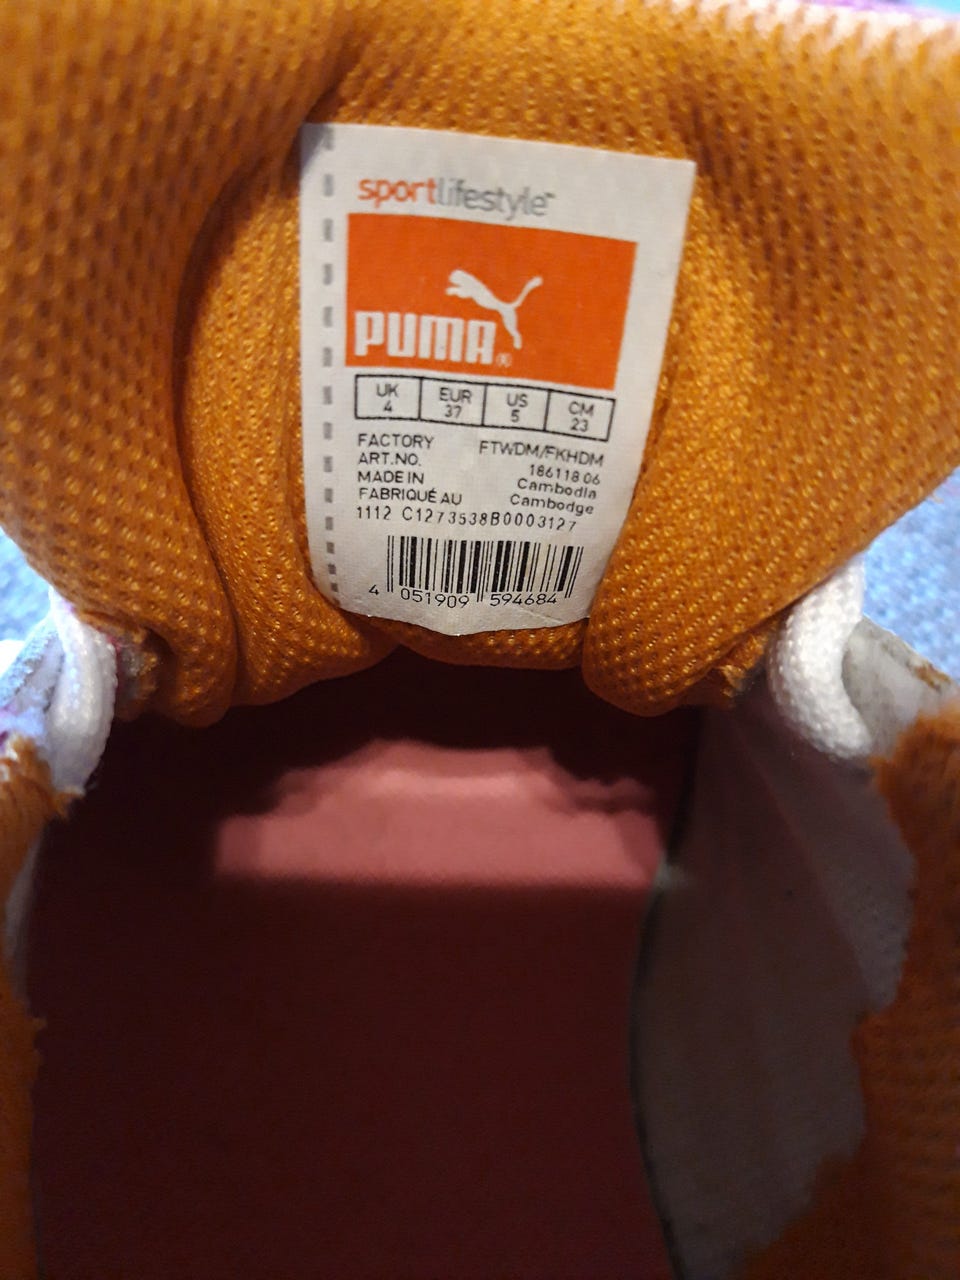 sportlifestyle™
PUMA®
UK EUR US CM
4 37 5 23
FACTORY FTWDM/FKHDM
ART.NO. 186118 06
MADE IN Cambodia
FABRIQUÉ AU Cambodge
1112 C1273538B0003127
4 051909 594684